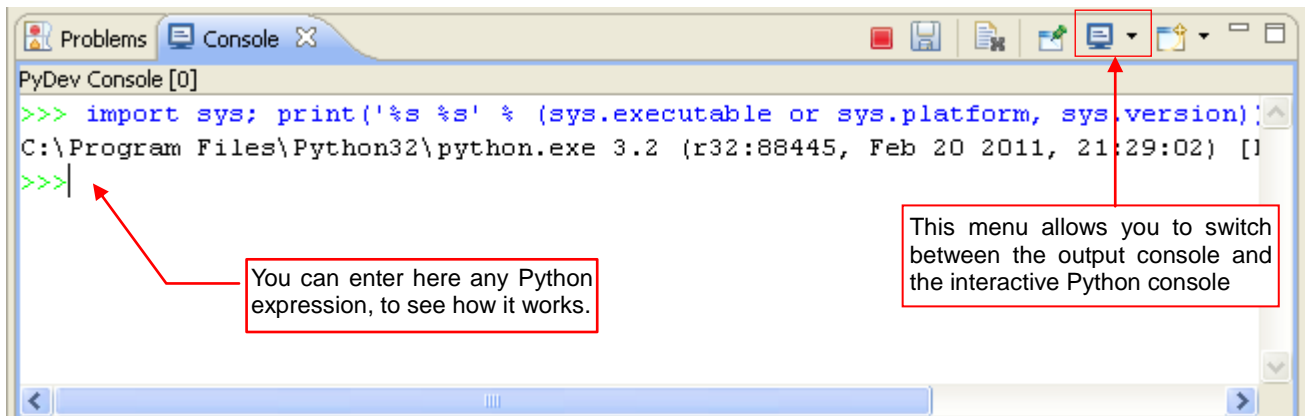 Problems Console
PyDev Console [0]
>>> import sys; print('%s %s' % (sys.executable or sys.platform, sys.version))
C:\Program Files\Python32\python.exe 3.2 (r32:88445, Feb 20 2011, 21:29:02) [
>>>
This menu allows you to switch
between the output console and
the interactive Python console
You can enter here any Python
expression, to see how it works.